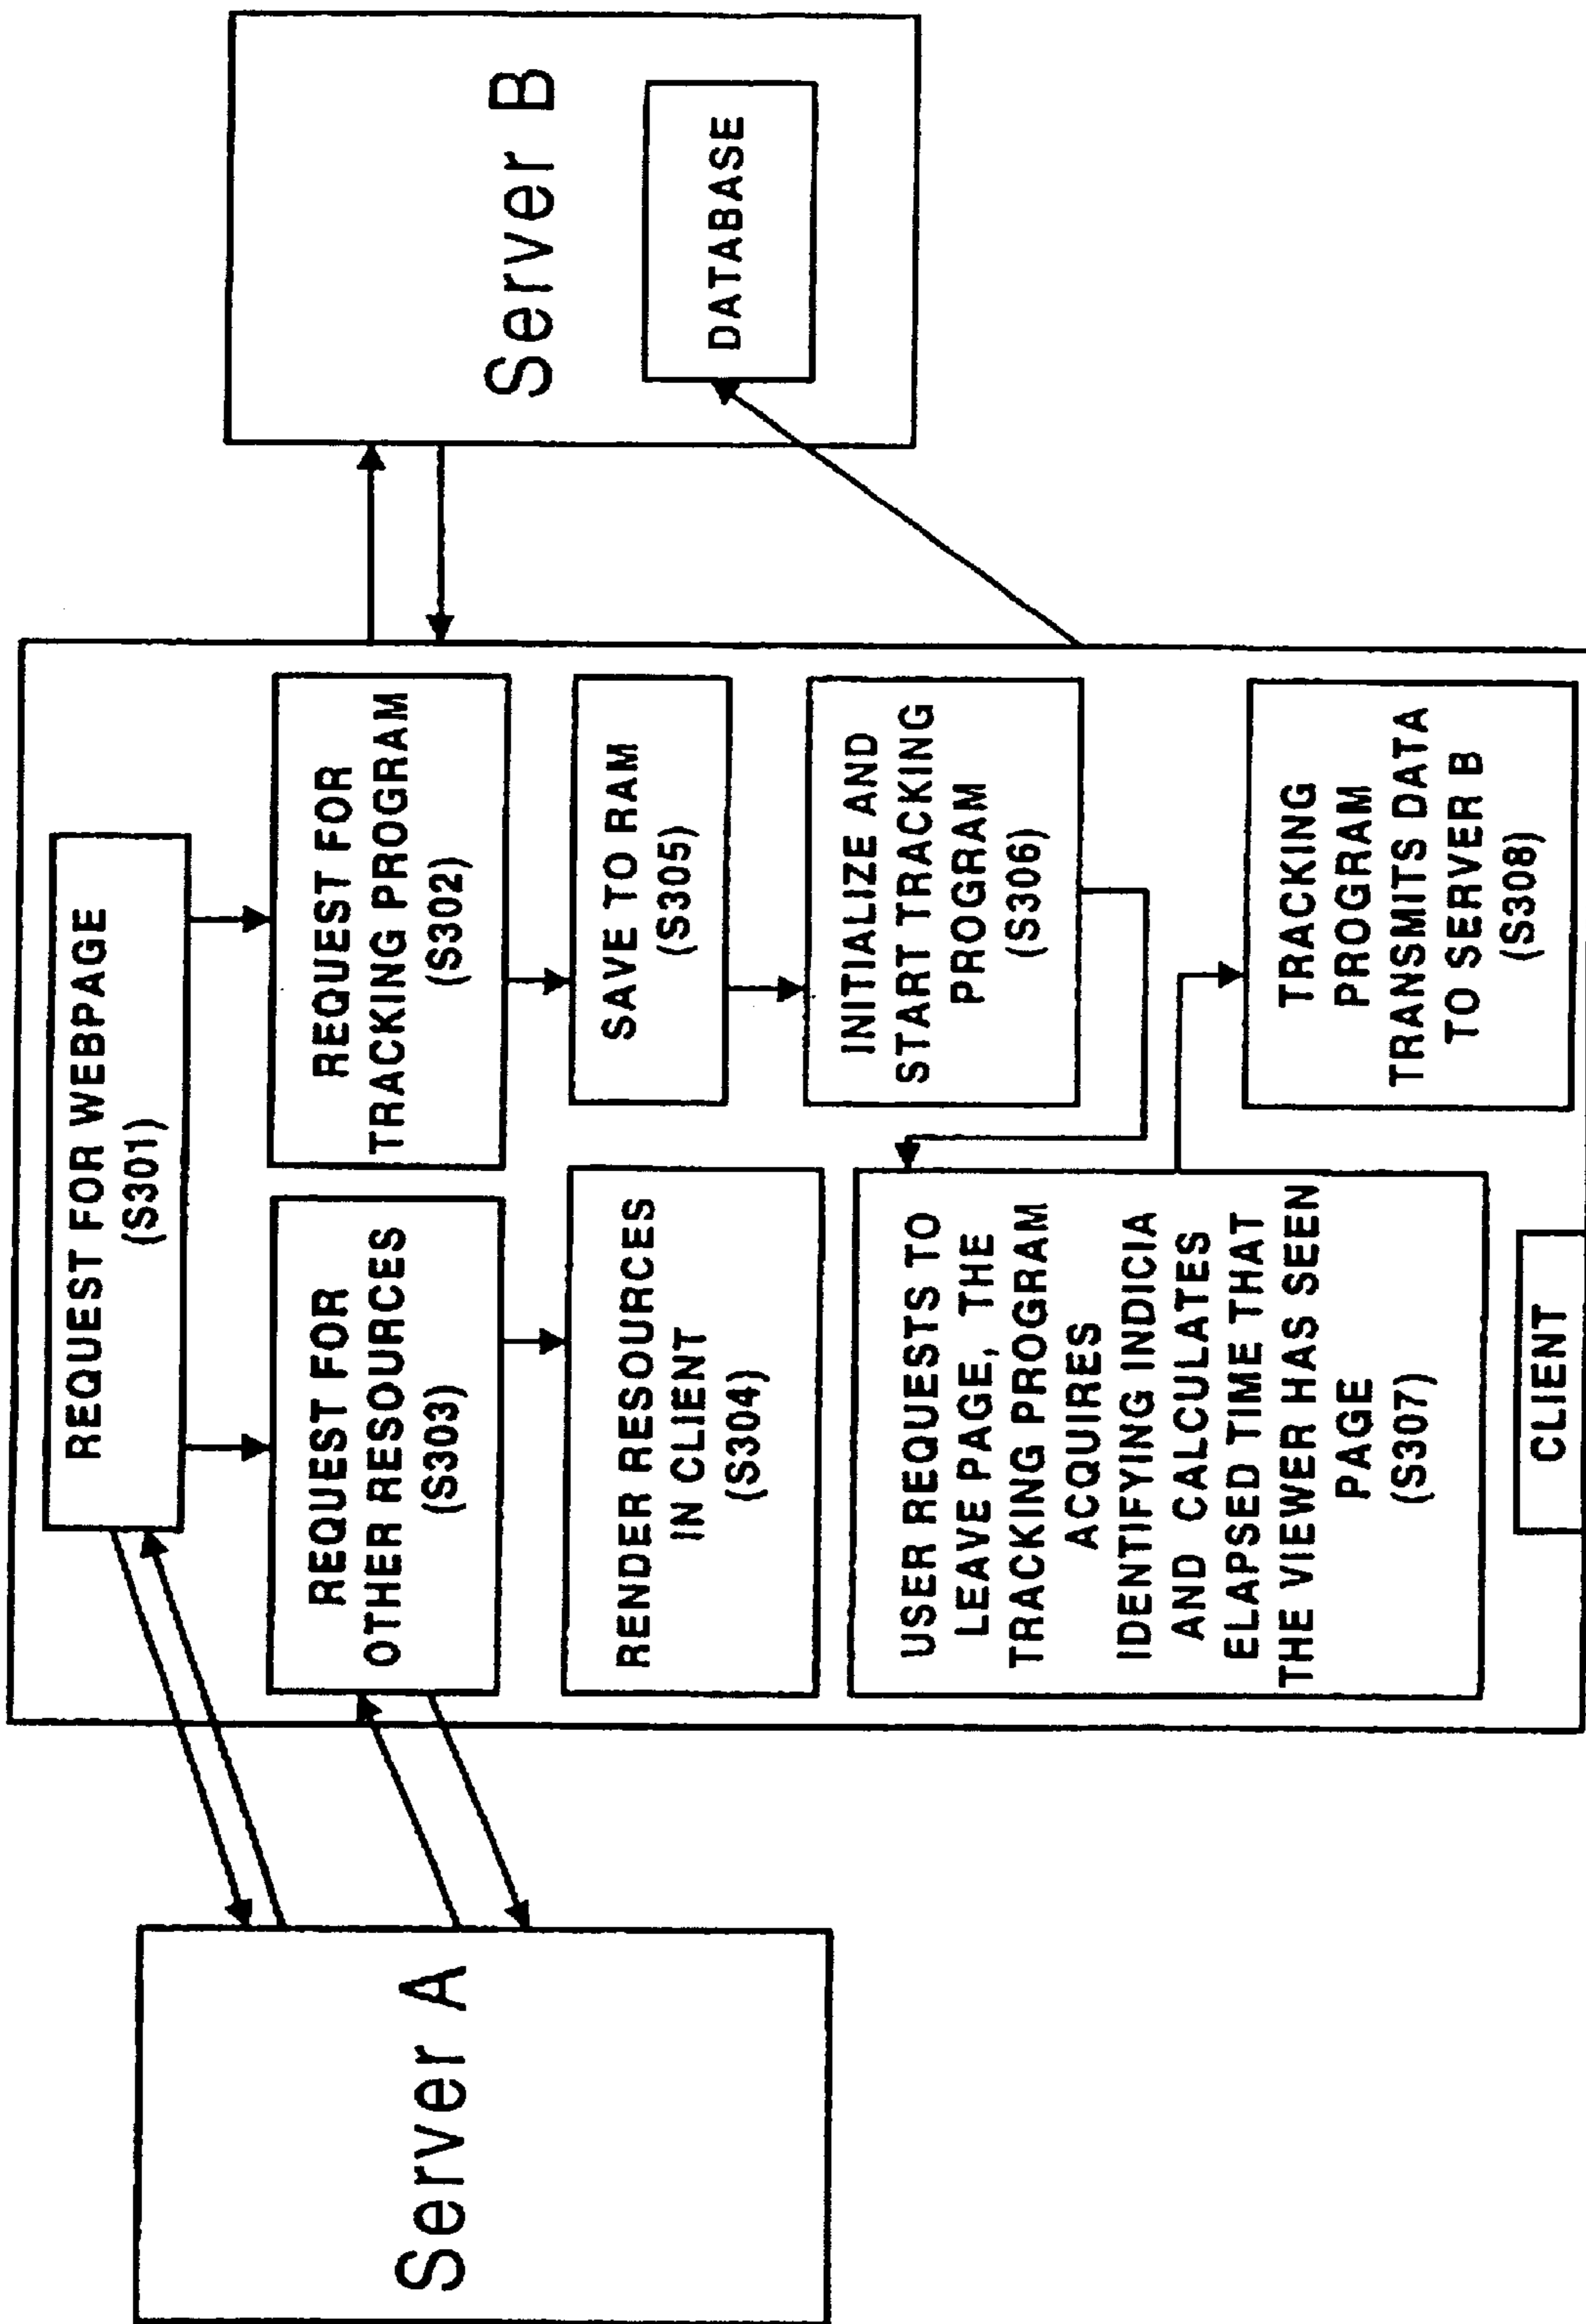 Server A
REQUEST FOR WEBPAGE
(S301)
REQUEST FOR
OTHER RESOURCES
(S303)
REQUEST FOR
TRACKING PROGRAM
(S302)
RENDER RESOURCES
IN CLIENT
(S304)
SAVE TO RAM
(S305)
INITIALIZE AND
START TRACKING
PROGRAM
(S306)
USER REQUESTS TO
LEAVE PAGE, THE
TRACKING PROGRAM
ACQUIRES
IDENTIFYING INDICIA
AND CALCULATES
ELAPSED TIME THAT
THE VIEWER HAS SEEN
PAGE
(S307)
TRACKING
PROGRAM
TRANSMITS DATA
TO SERVER B
(S308)
CLIENT
Server B
DATABASE